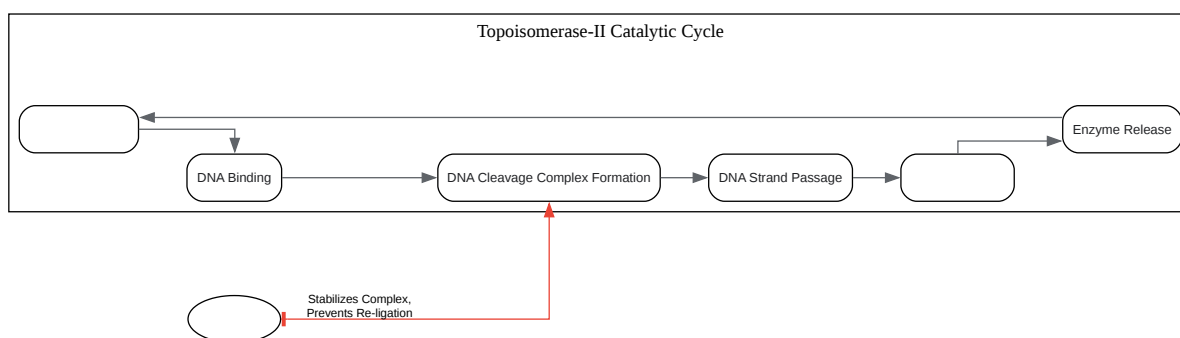 Topoisomerase-II Catalytic Cycle
Enzyme Release
DNA Binding
DNA Cleavage Complex Formation
DNA Strand Passage
Stabilizes Complex,
Prevents Re-ligation